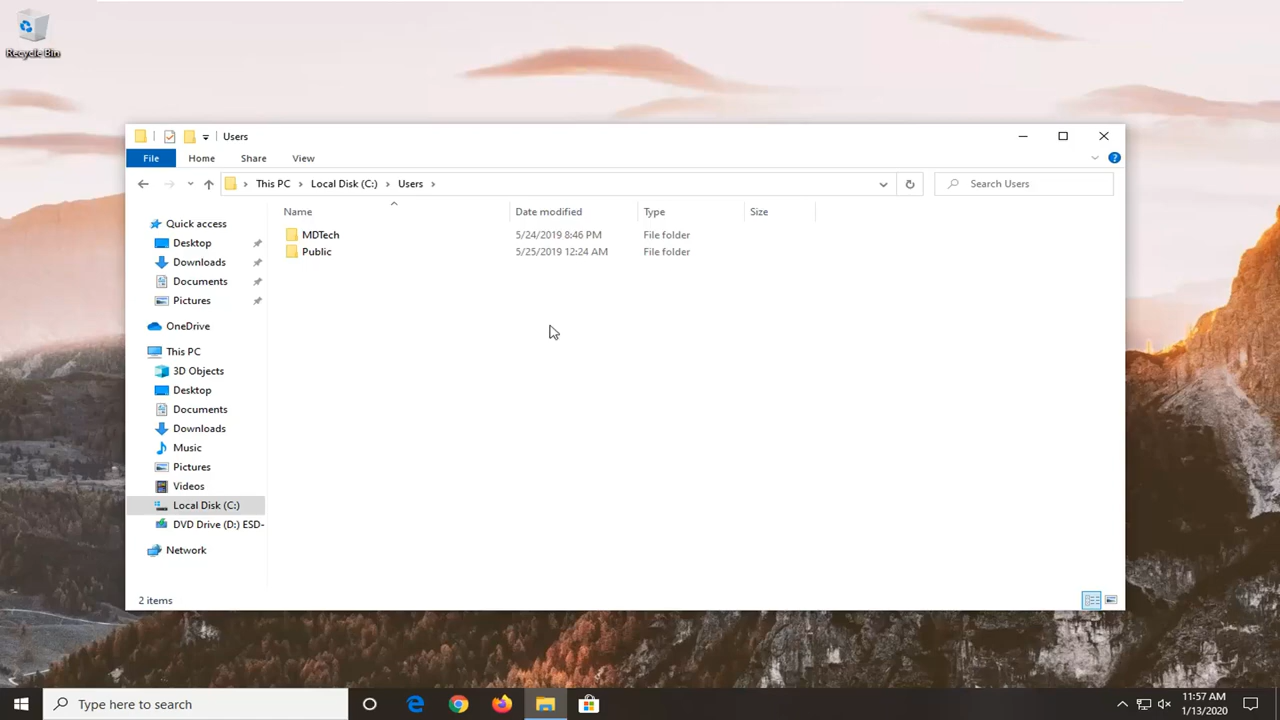 Recycle Bin
Users
File Home Share View
This PC Local Disk (C:) Users
Search Users
Name Date modified Type Size
MDTech 5/24/2019 8:46 PM File folder
Public 5/25/2019 12:24 AM File folder
Quick access
Desktop
Downloads
Documents
Pictures
OneDrive
This PC
3D Objects
Desktop
Documents
Downloads
Music
Pictures
Videos
Local Disk (C:)
DVD Drive (D:) ESD-
Network
2 items
Type here to search
11:57 AM
1/13/2020